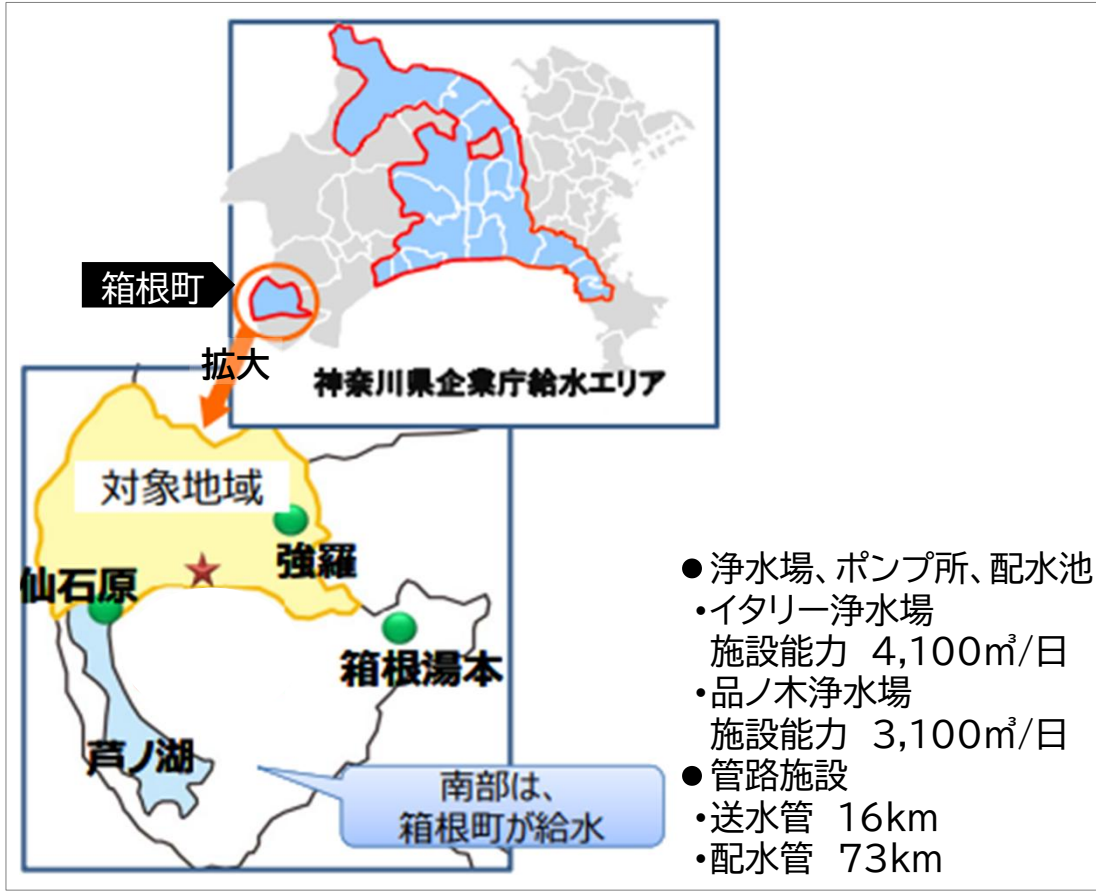 箱根町
拡大
神奈川県企業庁給水エリア
対象地域
強羅
仙石原
箱根湯本
芦ノ湖
南部は、
箱根町が給水
●浄水場、ポンプ所、配水池
・イタリー浄水場
施設能力 4,100㎥/日
・品ノ木浄水場
施設能力 3,100㎥/日
●管路施設
・送水管 16km
・配水管 73km